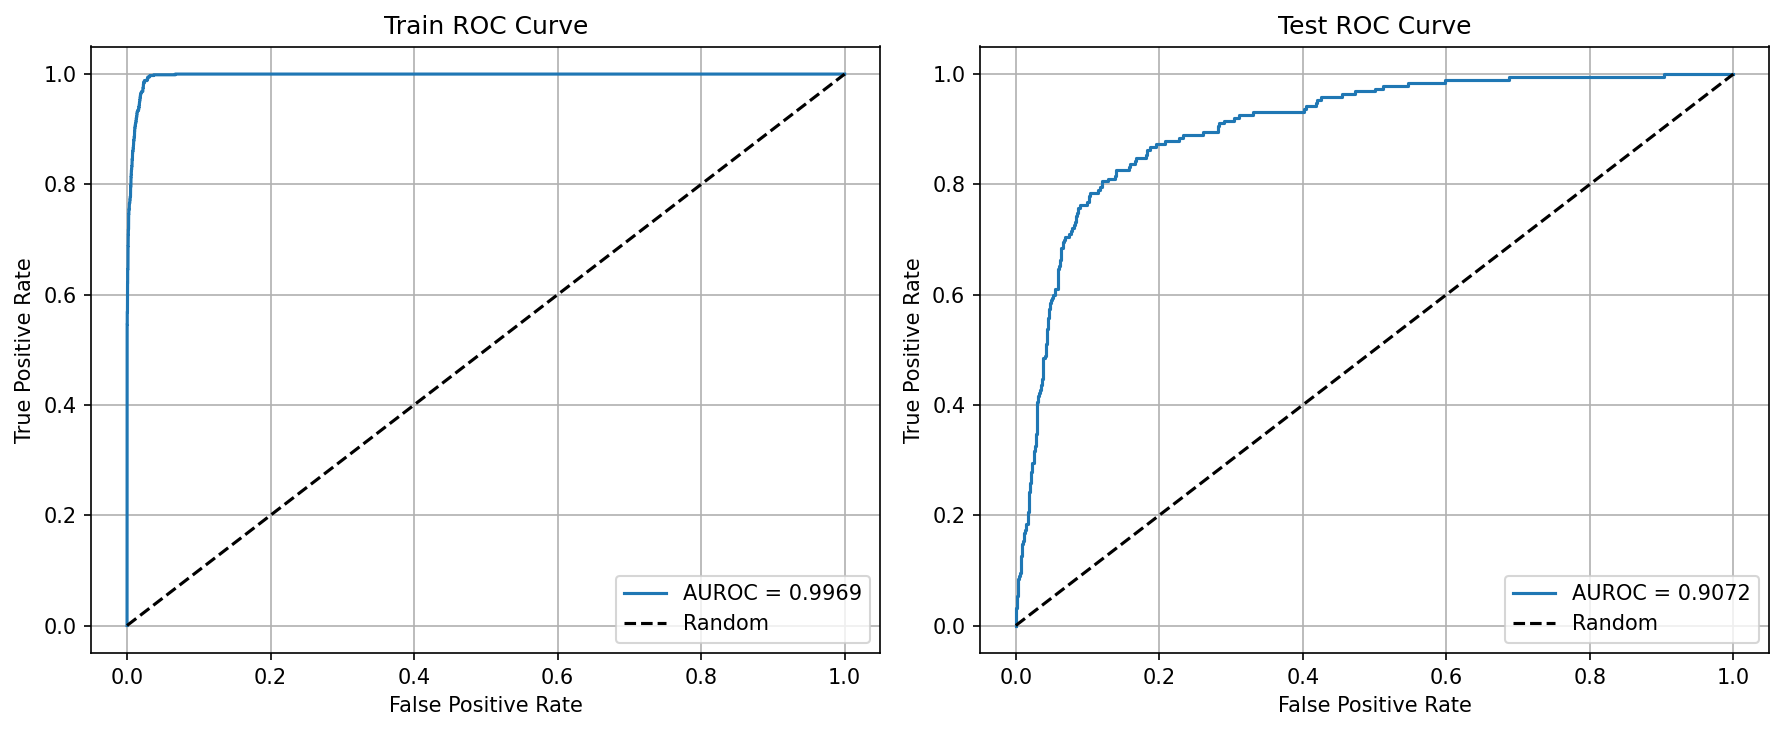 Train ROC Curve
1.0
0.8
0.6
0.4
0.2
0.0
True Positive Rate
0.0 0.2 0.4 0.6 0.8 1.0
False Positive Rate
AUROC = 0.9969
Random
Test ROC Curve
1.0
0.8
0.6
0.4
0.2
0.0
True Positive Rate
0.0 0.2 0.4 0.6 0.8 1.0
False Positive Rate
AUROC = 0.9072
Random